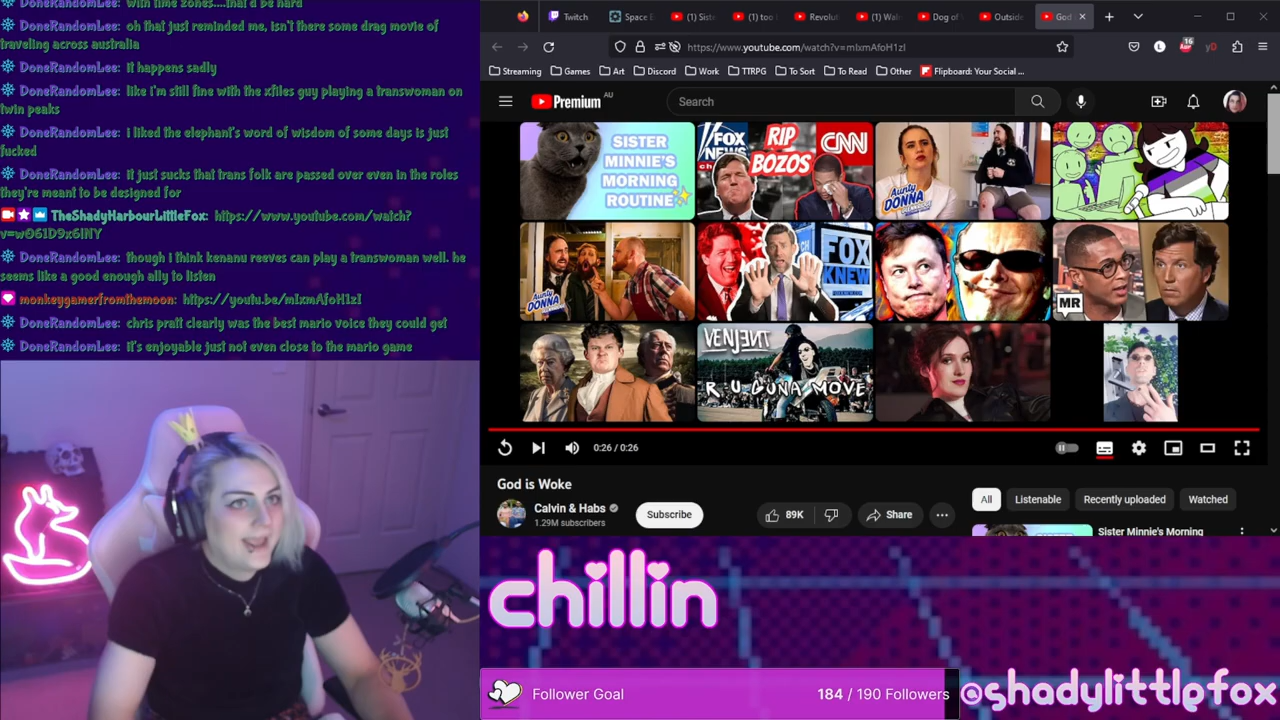 DoneRandomLee: with time zones....that'd be hard
DoneRandomLee: oh that just reminded me, isn't there some drag movie of
traveling across australia
DoneRandomLee: it happens sadly
DoneRandomLee: like i'm still fine with the xfiles guy playing a transwoman on
twin peaks
DoneRandomLee: i liked the elephant's word of wisdom of some days is just
fucked
DoneRandomLee: it just sucks that trans folk are passed over even in the roles
they're meant to be designed for
TheShadyHarbourLittleFox: https://www.youtube.com/watch?
v=w061D9x6lNY
DoneRandomLee: though i think kenanu reeves can play a transwoman well. he
seems like a good enough ally to listen
monkeygamerfromthemoon: https://youtu.be/mIxmAfoH1zI
DoneRandomLee: chris pratt clearly was the best mario voice they could get
DoneRandomLee: it's enjoyable just not even close to the mario game
Twitch
Space E
(1) Sist
(1) too
Revolut
(1) Wal
Dog of
Outside
God
https://www.youtube.com/watch?v=mIxmAfoH1zI
16
Streaming
Games
Art
Discord
Work
TTRPG
To Sort
To Read
Other
Flipboard: Your Social ...
Premium AU
Search
SISTER
MINNIE'S
MORNING
ROUTINE
FOX
NEWS
RIP
BOZOS
CNN
Aunty
DONNA
Aunty
DONNA
FOX
KNEW
MR
VENJENT
R U GUNA MOVE
0:26 / 0:26
God is Woke
Calvin & Habs
1.29M subscribers
Subscribe
89K
Share
All
Listenable
Recently uploaded
Watched
Sister Minnie's Morning
chillin
Follower Goal
184 / 190 Followers
@shadylittlefox